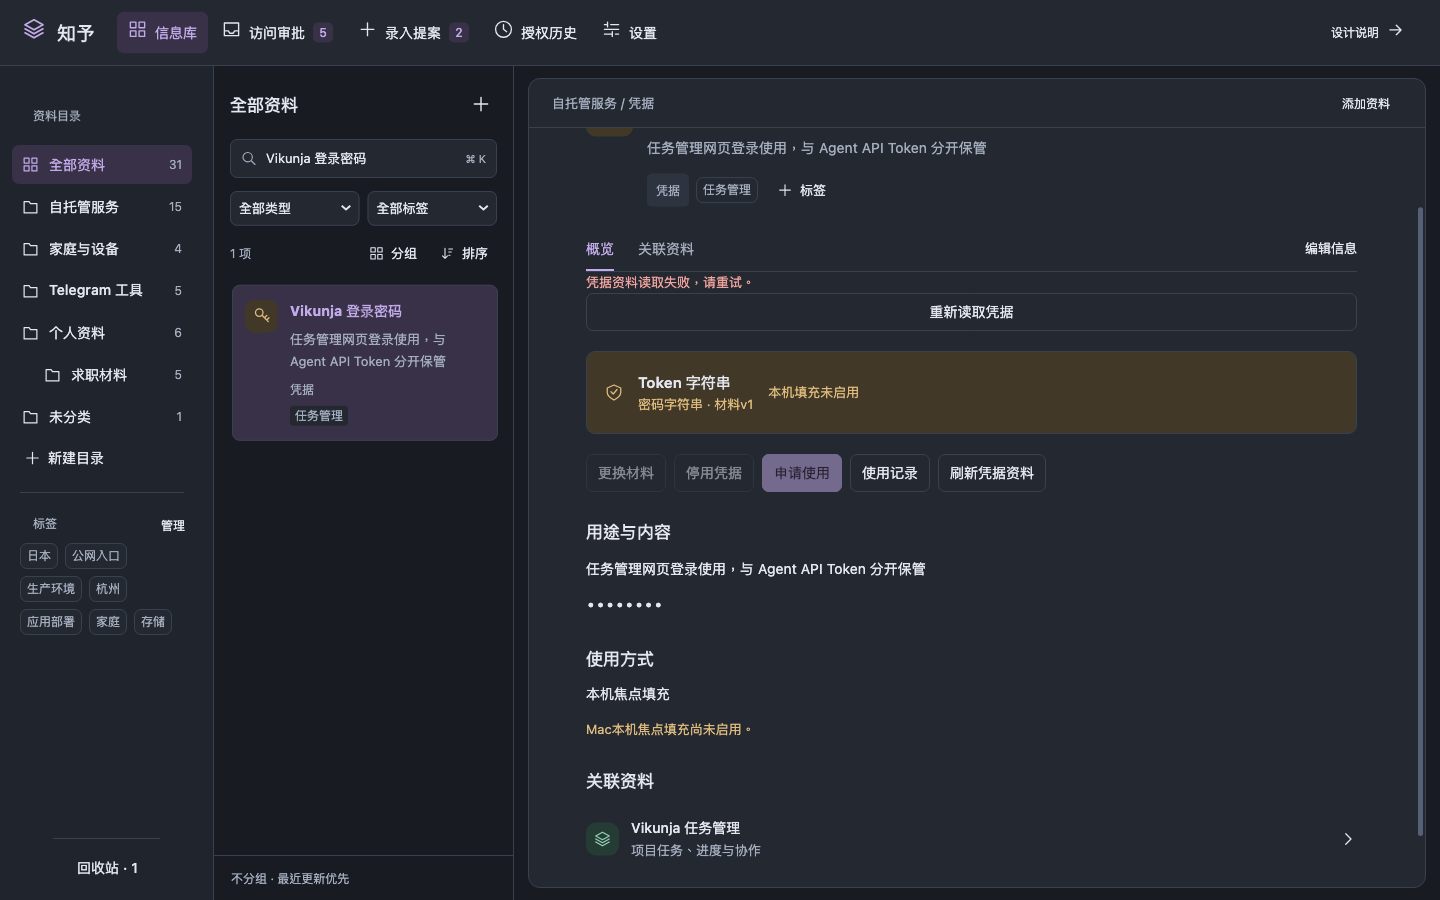 知予
信息库
访问审批 5
录入提案 2
授权历史
设置
设计说明
资料目录
全部资料 31
自托管服务 15
家庭与设备 4
Telegram 工具 5
个人资料 6
求职材料 5
未分类 1
新建目录
标签 管理
日本 公网入口
生产环境 杭州
应用部署 家庭 存储
回收站 · 1
全部资料
Vikunja 登录密码 ⌘ K
全部类型 全部标签
1 项 分组 排序
Vikunja 登录密码
任务管理网页登录使用，与
Agent API Token 分开保管
凭据
任务管理
不分组 · 最近更新优先
自托管服务 / 凭据 添加资料
任务管理网页登录使用，与 Agent API Token 分开保管
凭据 任务管理 标签
概览 关联资料 编辑信息
凭据资料读取失败，请重试。
重新读取凭据
Token 字符串
密码字符串 · 材料v1
本机填充未启用
更换材料 停用凭据 申请使用 使用记录 刷新凭据资料
用途与内容
任务管理网页登录使用，与 Agent API Token 分开保管
••••••••
使用方式
本机焦点填充
Mac本机焦点填充尚未启用。
关联资料
Vikunja 任务管理
项目任务、进度与协作